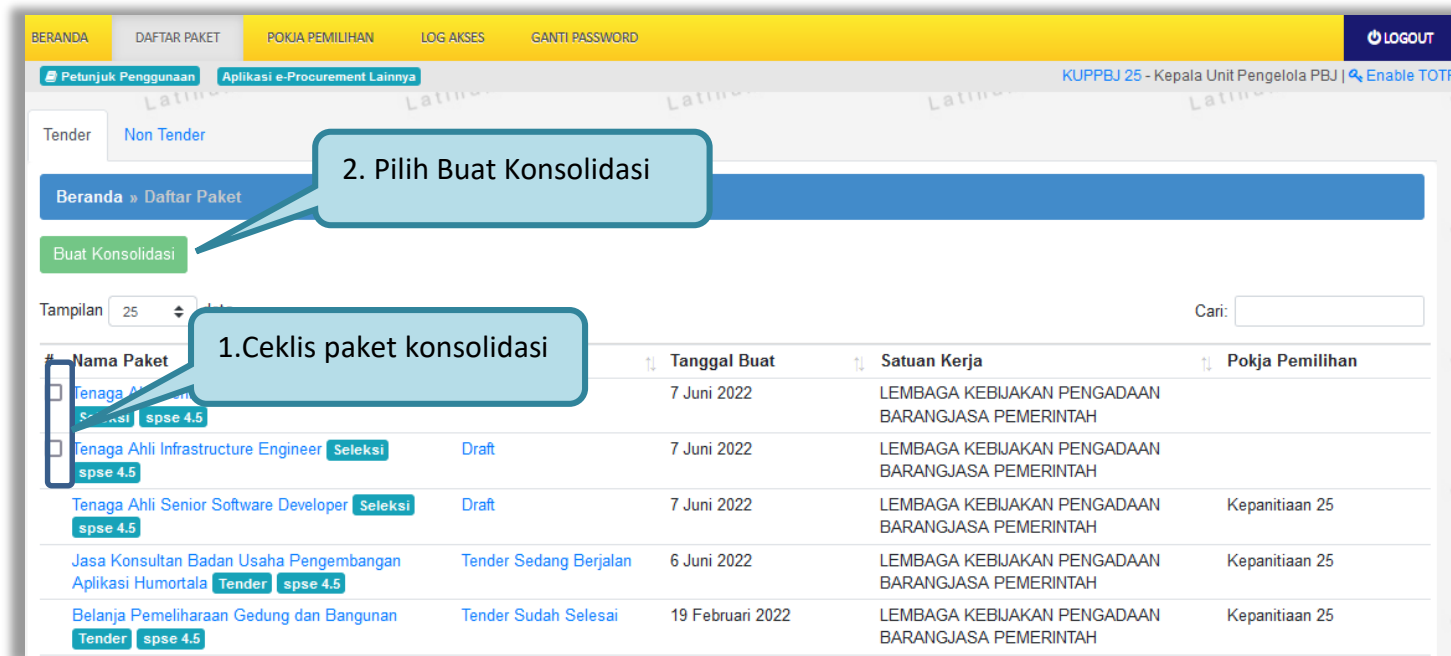 BERANDA DAFTAR PAKET POKJA PEMILIHAN LOG AKSES GANTI PASSWORD LOGOUT
Petunjuk Penggunaan Aplikasi e-Procurement Lainnya KUPPBJ 25 - Kepala Unit Pengelola PBJ | Enable TOTP
Tender Non Tender
2. Pilih Buat Konsolidasi
Beranda » Daftar Paket
Buat Konsolidasi
Tampilan 25 Cari:
1.Ceklis paket konsolidasi
# Nama Paket Tanggal Buat Satuan Kerja Pokja Pemilihan
Tenaga 7 Juni 2022 LEMBAGA KEBIJAKAN PENGADAAN
Seleksi spse 4.5 BARANGJASA PEMERINTAH
Tenaga Ahli Infrastructure Engineer Seleksi Draft 7 Juni 2022 LEMBAGA KEBIJAKAN PENGADAAN
spse 4.5 BARANGJASA PEMERINTAH
Tenaga Ahli Senior Software Developer Seleksi Draft 7 Juni 2022 LEMBAGA KEBIJAKAN PENGADAAN Kepanitiaan 25
spse 4.5 BARANGJASA PEMERINTAH
Jasa Konsultan Badan Usaha Pengembangan Tender Sedang Berjalan 6 Juni 2022 LEMBAGA KEBIJAKAN PENGADAAN Kepanitiaan 25
Aplikasi Humortala Tender spse 4.5 BARANGJASA PEMERINTAH
Belanja Pemeliharaan Gedung dan Bangunan Tender Sudah Selesai 19 Februari 2022 LEMBAGA KEBIJAKAN PENGADAAN Kepanitiaan 25
Tender spse 4.5 BARANGJASA PEMERINTAH